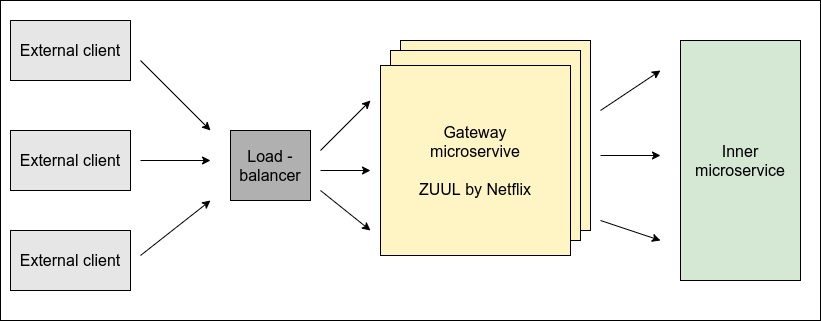 External client
External client
External client
Load -
balancer
Gateway
microservive
ZUUL by Netflix
Inner
microservice